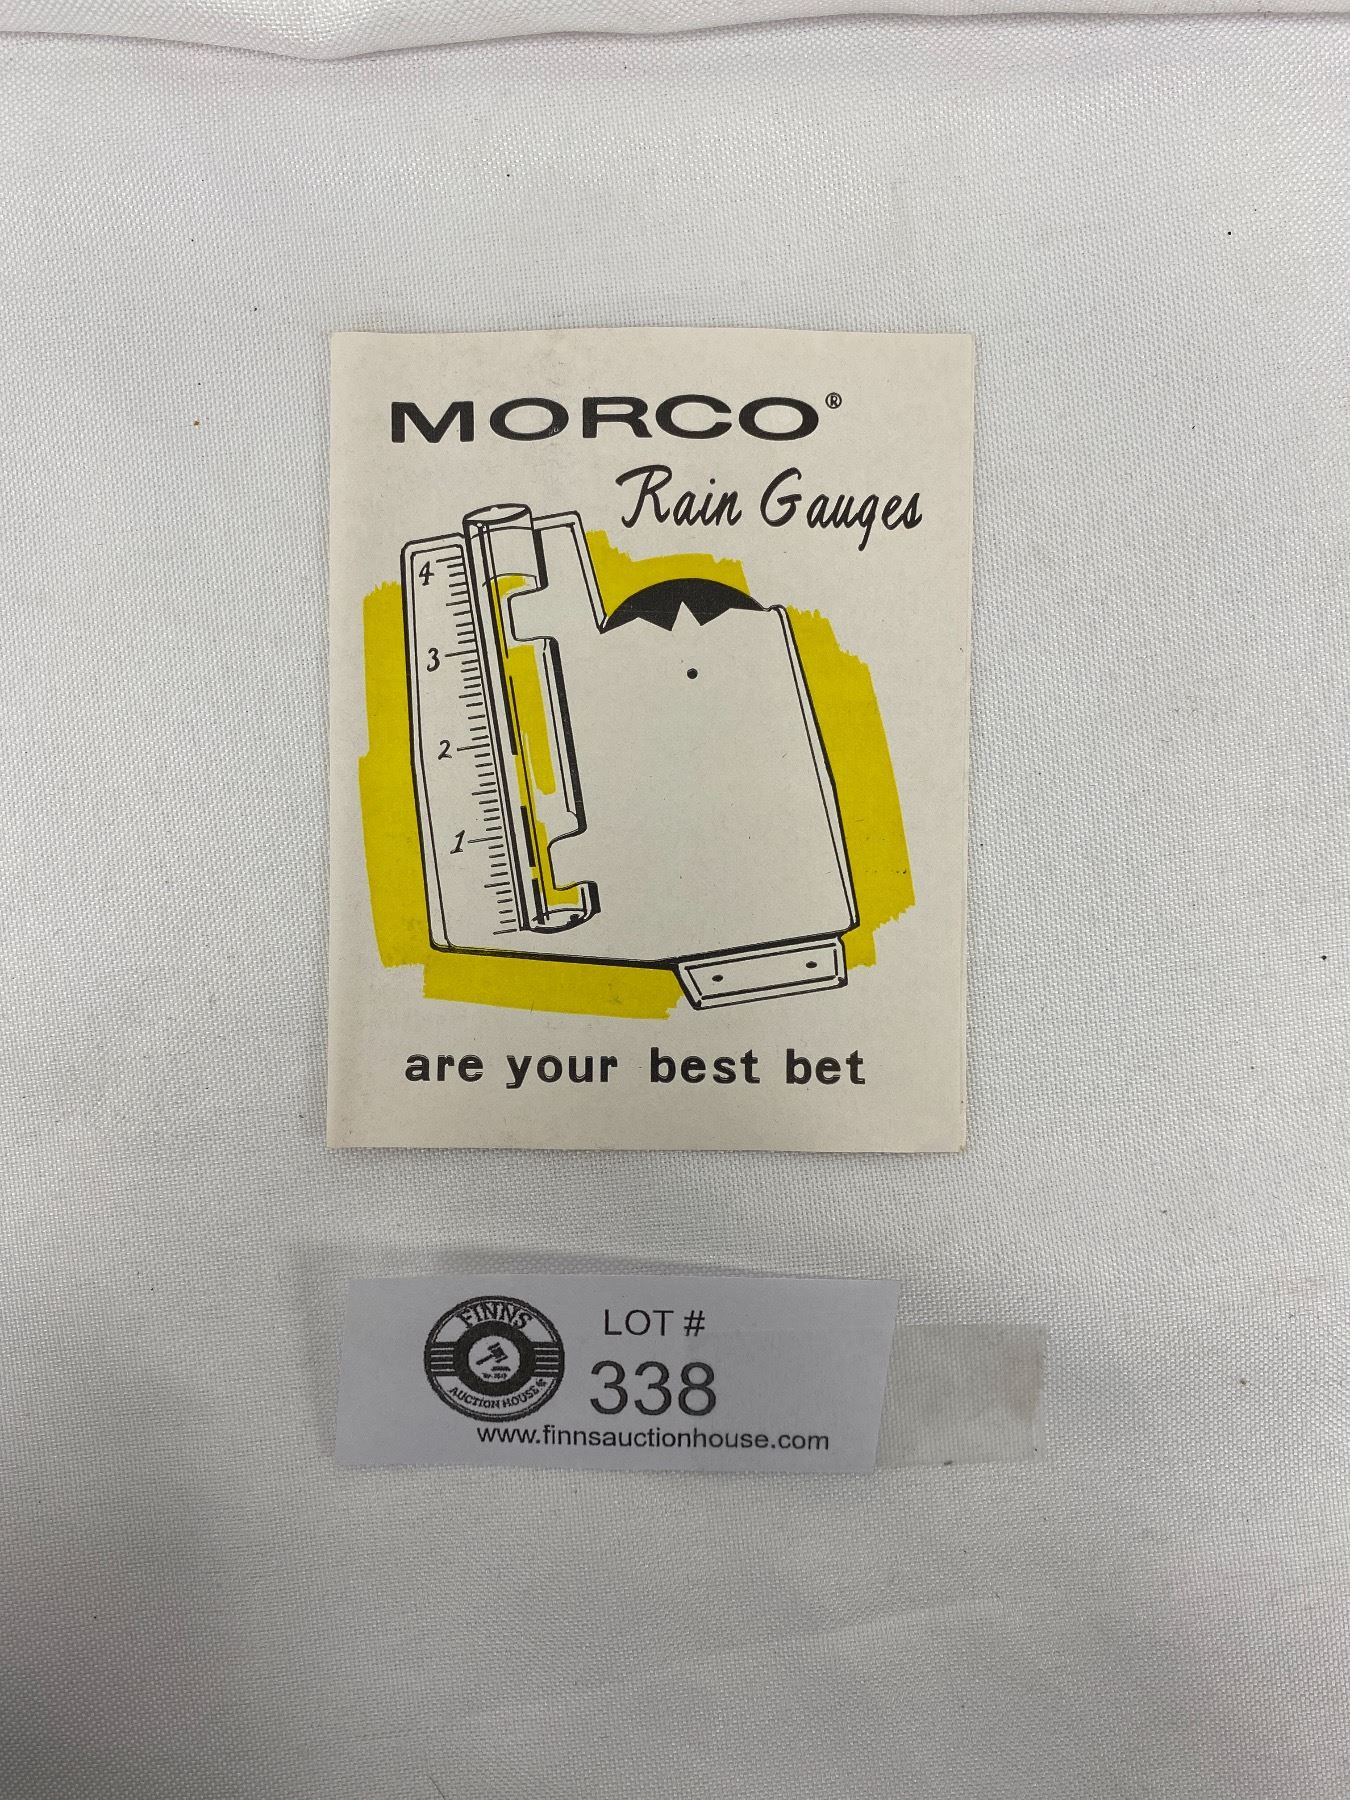 MORCO®
Rain Gauges
4
3
2
1
are your best bet
FINNS
AUCTION HOUSE
LOT #
338
www.finnsauctionhouse.com